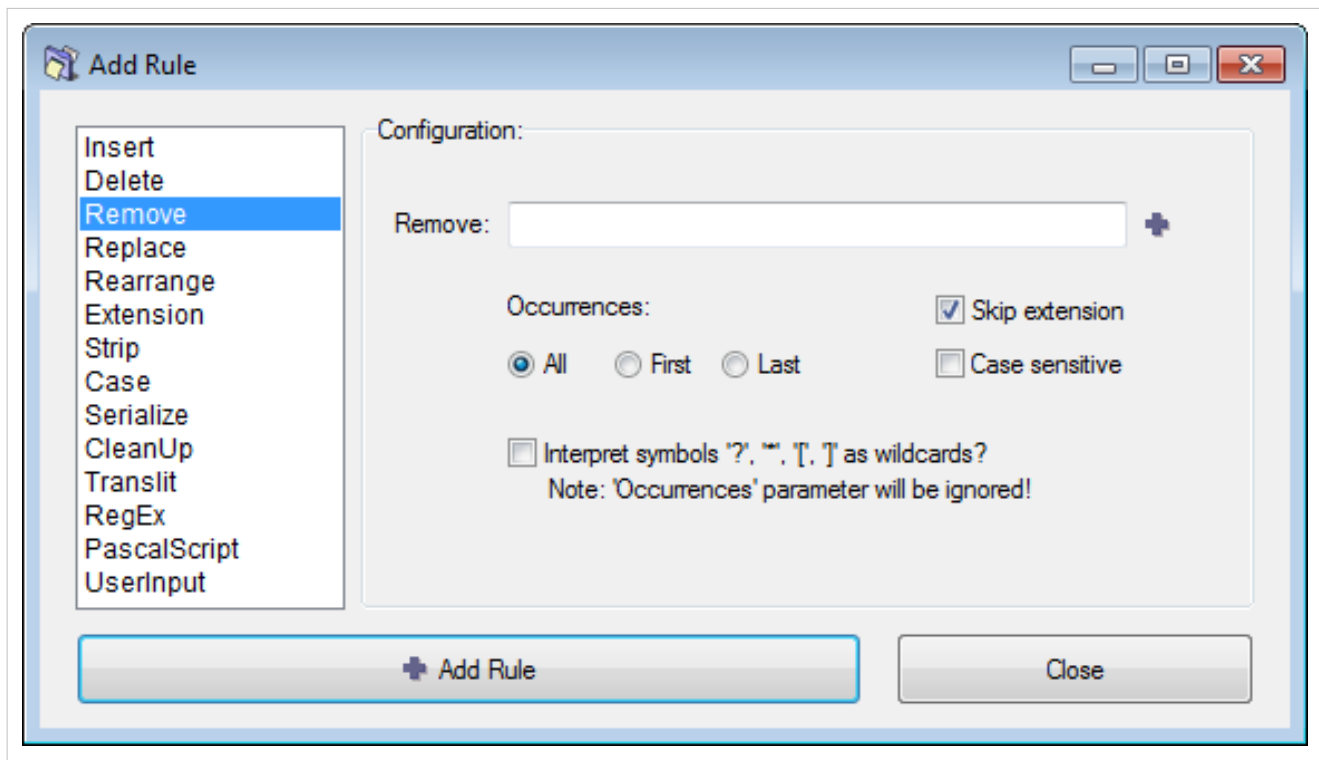 Add Rule
Insert
Delete
Remove
Replace
Rearrange
Extension
Strip
Case
Serialize
CleanUp
Translit
RegEx
PascalScript
UserInput
Configuration:
Remove:
Occurrences:
Skip extension
All First Last
Case sensitive
Interpret symbols '?', '*', '[', ']' as wildcards?
Note: 'Occurrences' parameter will be ignored!
Add Rule
Close